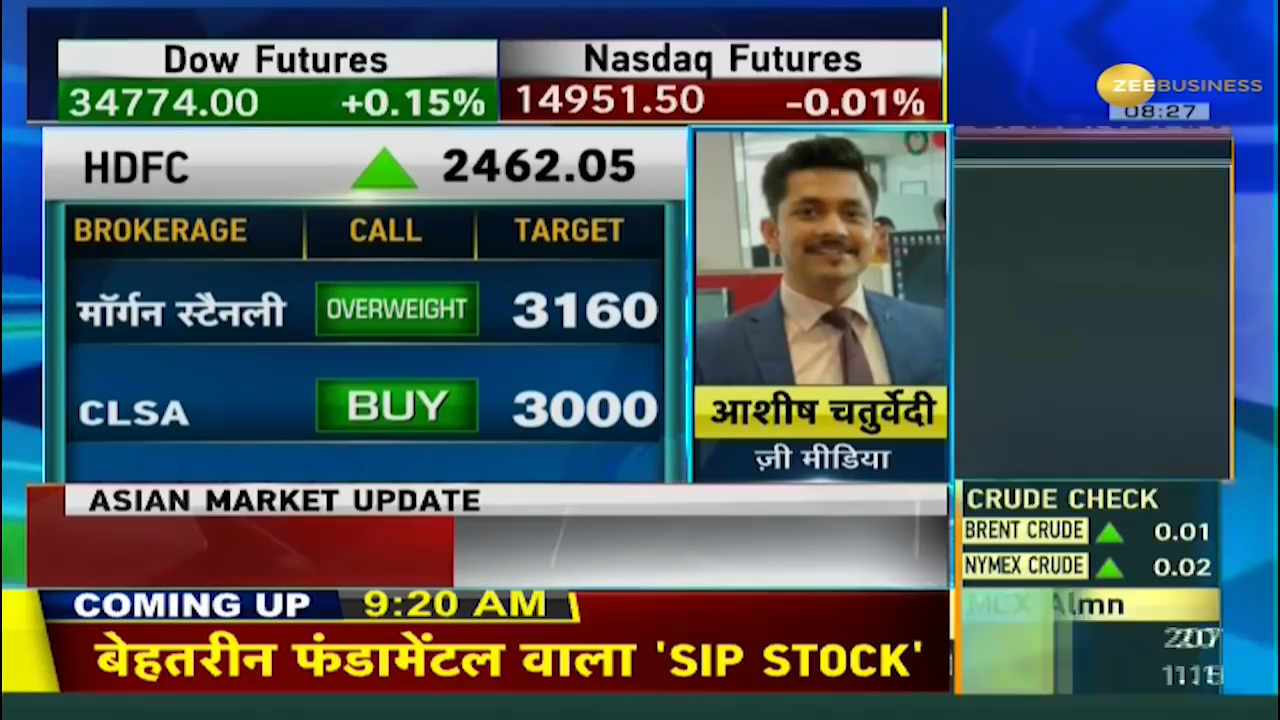 Dow Futures
34774.00 +0.15%
Nasdaq Futures
14951.50 -0.01%
ZEEBUSINESS
08:27
HDFC 2462.05
BROKERAGE CALL TARGET
मॉर्गन स्टैनली OVERWEIGHT 3160
CLSA BUY 3000
आशीष चतुर्वेदी
ज़ी मीडिया
ASIAN MARKET UPDATE
CRUDE CHECK
BRENT CRUDE 0.01
NYMEX CRUDE 0.02
COMING UP 9:20 AM
बेहतरीन फंडामेंटल वाला 'SIP STOCK'